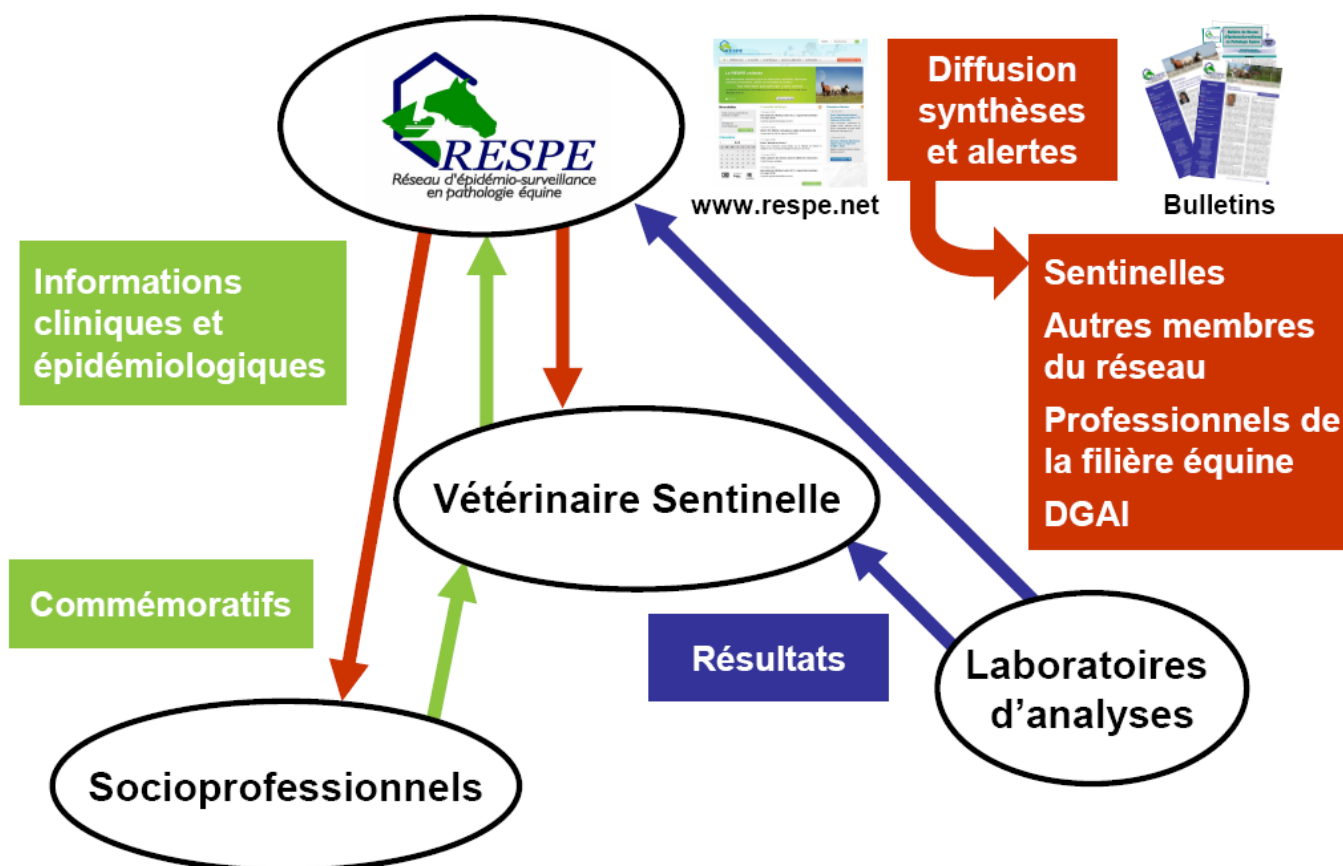 RESPE
Réseau d'épidémio-surveillance
en pathologie équine
www.respe.net
Diffusion
synthèses
et alertes
Bulletins
Informations
cliniques et
épidémiologiques
Sentinelles
Autres membres
du réseau
Professionnels de
la filière équine
DGAl
Vétérinaire Sentinelle
Commémoratifs
Résultats
Laboratoires
d’analyses
Socioprofessionnels